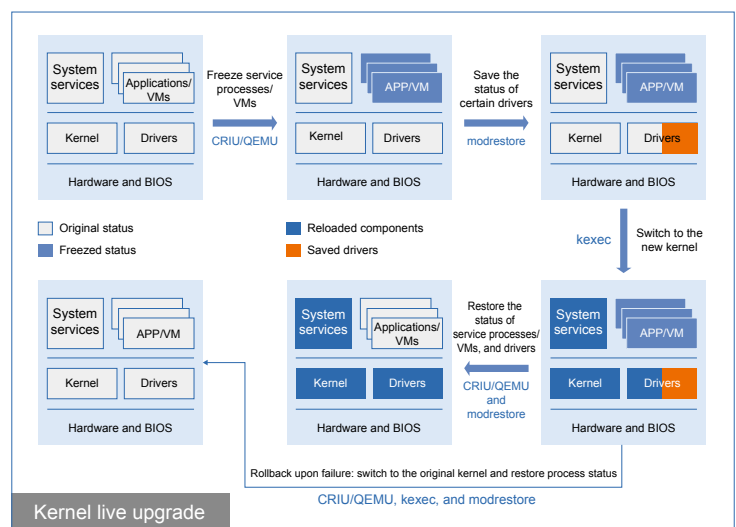 System
services
Applications/
VMs
Kernel
Drivers
Hardware and BIOS
Freeze service
processes/
VMs
CRIU/QEMU
System
services
APP/VM
Kernel
Drivers
Hardware and BIOS
Save the
status of
certain drivers
modrestore
System
services
APP/VM
Kernel
Drivers
Hardware and BIOS
Original status
Freezed status
Reloaded components
Saved drivers
kexec
Switch to the
new kernel
System
services
APP/VM
Kernel
Drivers
Hardware and BIOS
System
services
Applications/
VMs
Kernel
Drivers
Hardware and BIOS
Restore the
status of
service processes/
VMs, and drivers
CRIU/QEMU
and
modrestore
System
services
APP/VM
Kernel
Drivers
Hardware and BIOS
Rollback upon failure: switch to the original kernel and restore process status
CRIU/QEMU, kexec, and modrestore
Kernel live upgrade